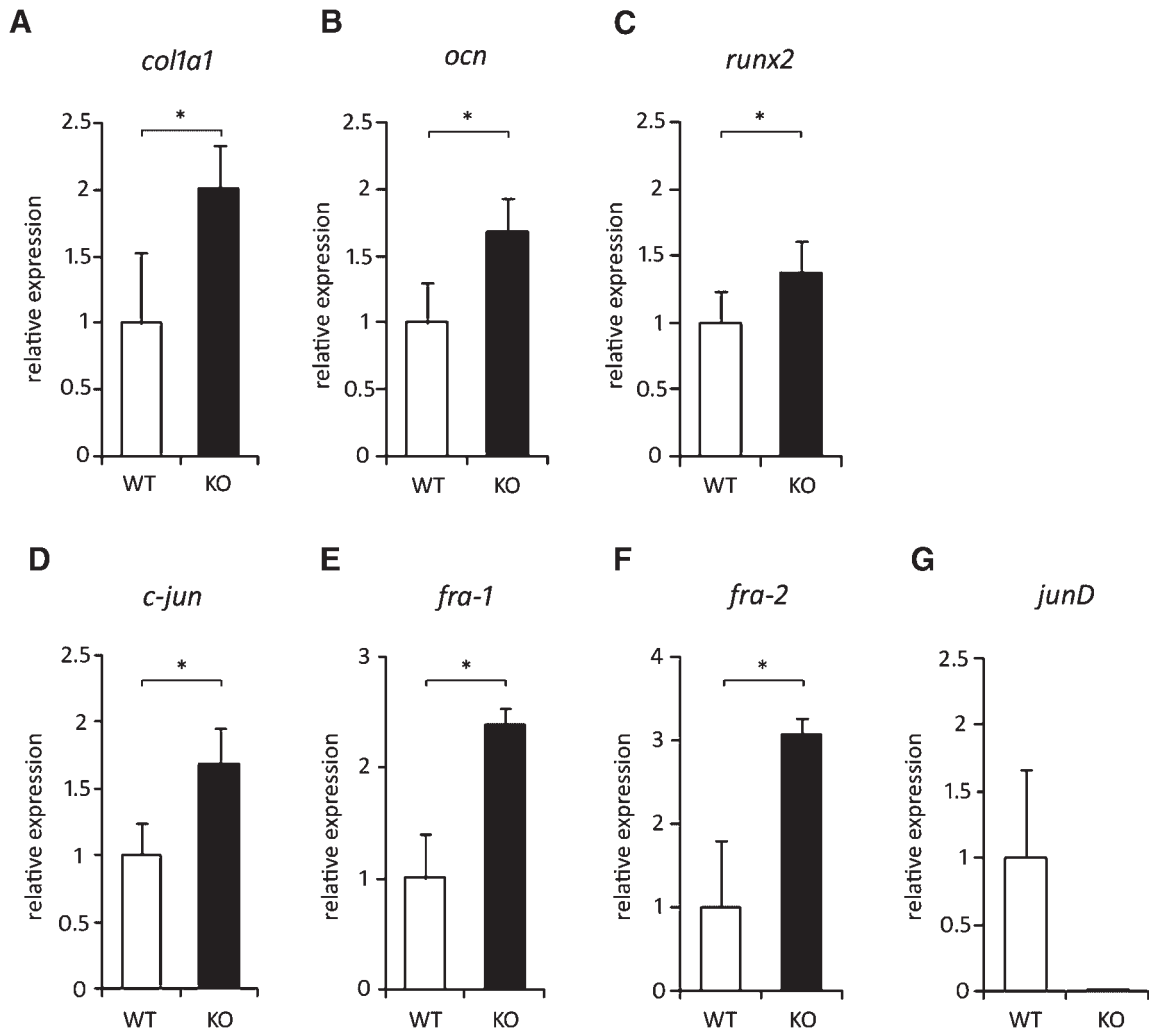 A
col1a1
relative expression
2.5
2
1.5
1
0.5
0
*
WT KO
B
ocn
relative expression
2.5
2
1.5
1
0.5
0
*
WT KO
C
runx2
relative expression
2.5
2
1.5
1
0.5
0
*
WT KO
D
c-jun
relative expression
2.5
2
1.5
1
0.5
0
*
WT KO
E
fra-1
relative expression
3
2
1
0
*
WT KO
F
fra-2
relative expression
4
3
2
1
0
*
WT KO
G
junD
relative expression
2.5
2
1.5
1
0.5
0
WT KO